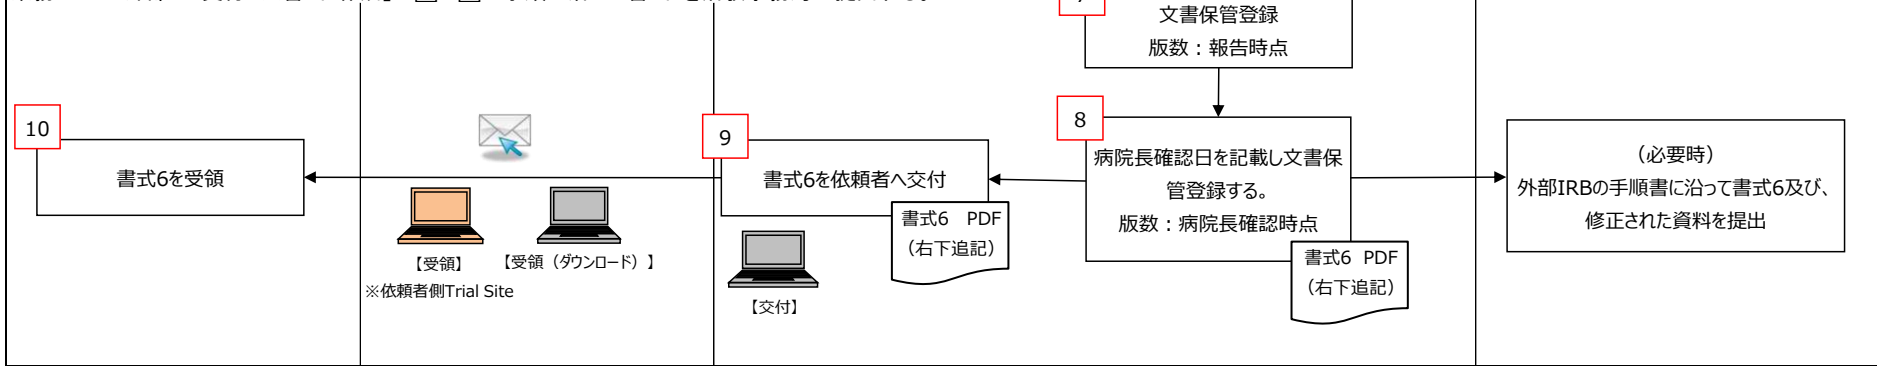 7
文書保管登録
版数：報告時点
10
書式6を受領
【受領】
【受領（ダウンロード）】
※依頼者側Trial Site
9
書式6を依頼者へ交付
書式6　PDF
（右下追記）
【交付】
8
病院長確認日を記載し文書保
管登録する。
版数：病院長確認時点
書式6 PDF
（右下追記）
（必要時）
外部IRBの手順書に沿って書式6及び、
修正された資料を提出